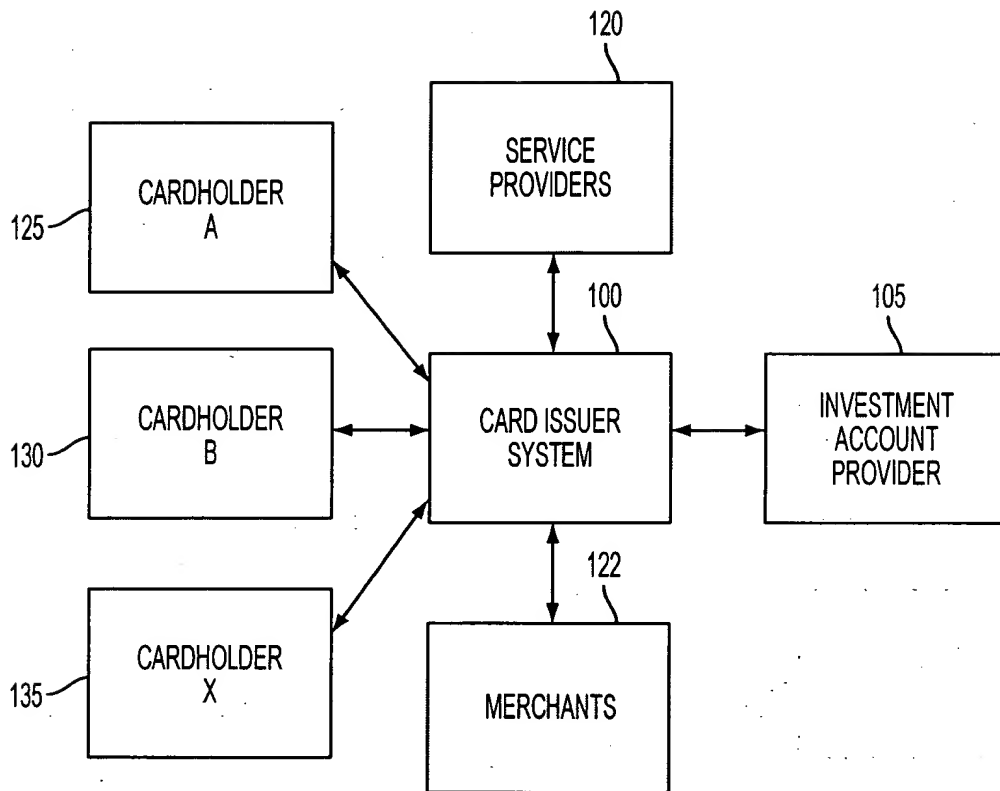 120
SERVICE
PROVIDERS
125
CARDHOLDER
A
100
CARD ISSUER
SYSTEM
105
INVESTMENT
ACCOUNT
PROVIDER
130
CARDHOLDER
B
122
MERCHANTS
135
CARDHOLDER
X